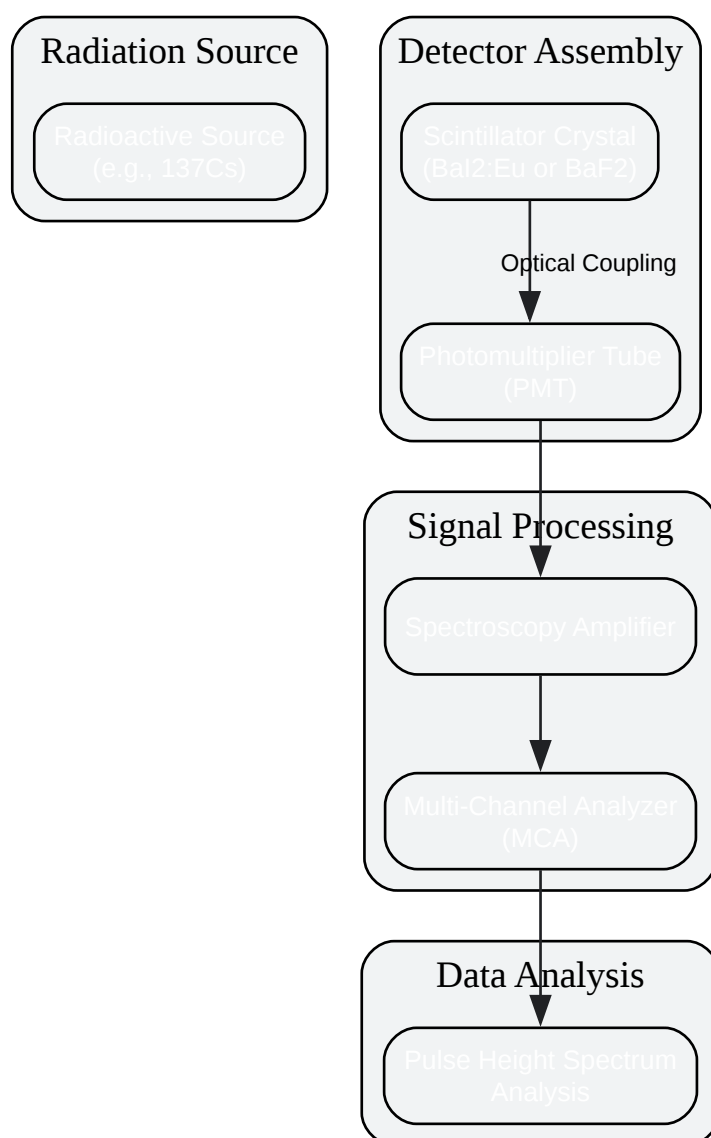 Radiation Source
Radioactive Source
(e.g., 137Cs)
Detector Assembly
Scintillator Crystal
(BaI2:Eu or BaF2)
Optical Coupling
Photomultiplier Tube
(PMT)
Signal Processing
Spectroscopy Amplifier
Multi-Channel Analyzer
(MCA)
Data Analysis
Pulse Height Spectrum
Analysis